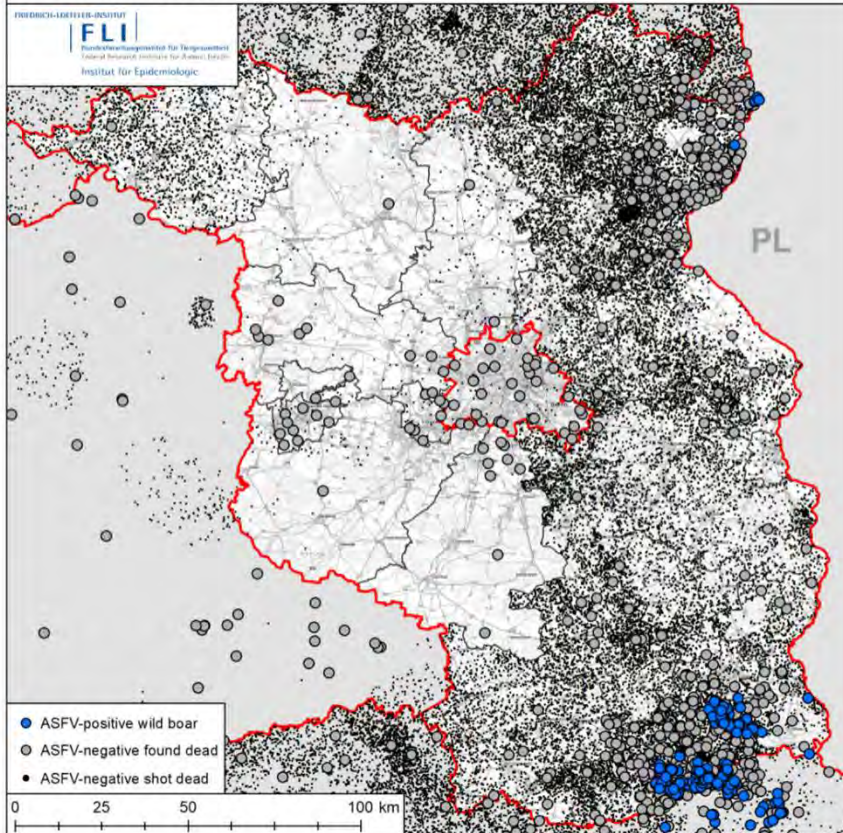 FRIEDRICH-LOEFFLER-INSTITUT
FLI
Bundesforschungsinstitut für Tiergesundheit
Federal Research Institute for Animal Health
Institut für Epidemiologie
PL
ASFV-positive wild boar
ASFV-negative found dead
ASFV-negative shot dead
0 25 50 100 km